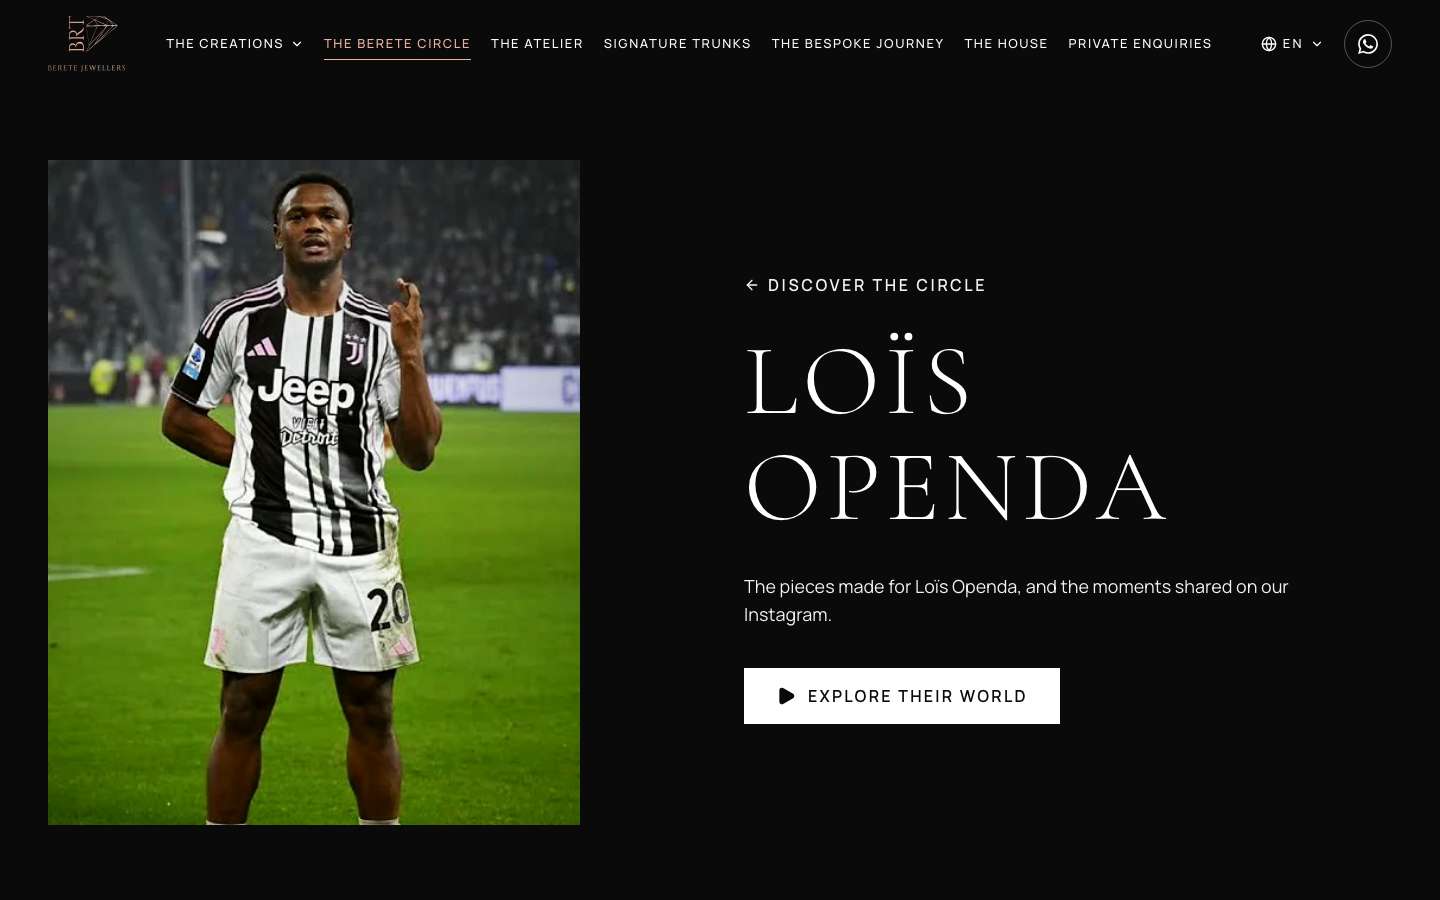 BRT
BERETE JEWELLERS
THE CREATIONS
THE BERETE CIRCLE
THE ATELIER
SIGNATURE TRUNKS
THE BESPOKE JOURNEY
THE HOUSE
PRIVATE ENQUIRIES
EN
Jeep
Detroit
20
← DISCOVER THE CIRCLE
LOÏS
OPENDA
The pieces made for Loïs Openda, and the moments shared on our
Instagram.
EXPLORE THEIR WORLD